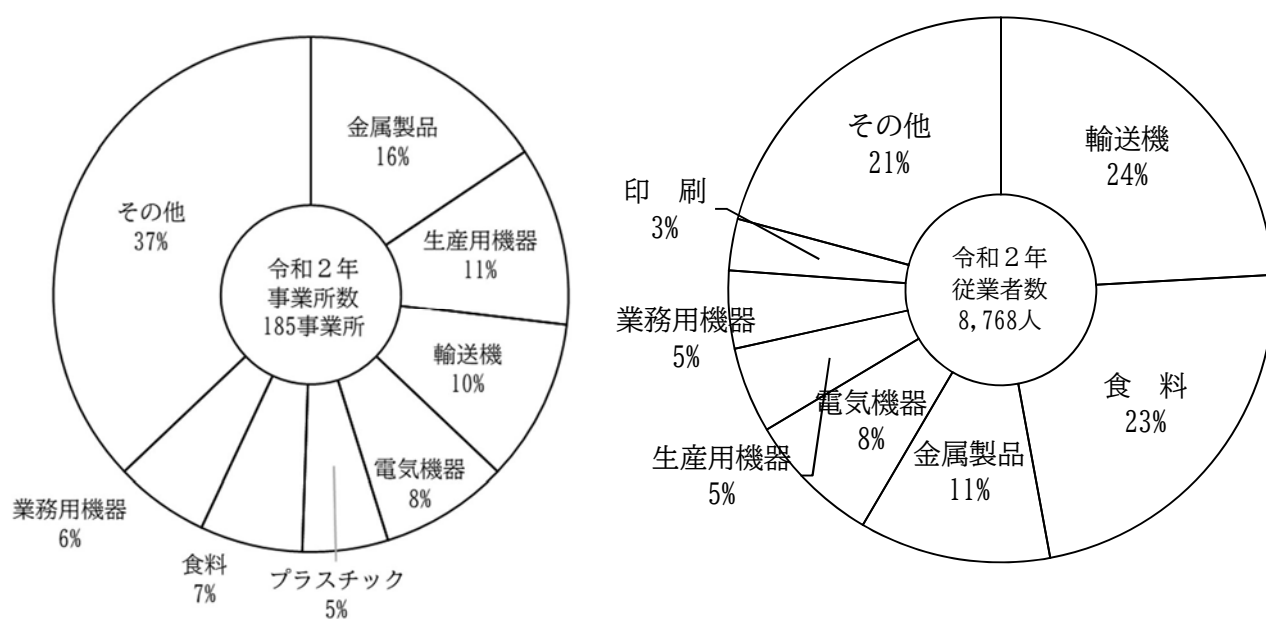 金属製品
16%
生産用機器
11%
輸送機
10%
電気機器
8%
プラスチック
5%
食料
7%
業務用機器
6%
その他
37%
令和２年
事業所数
185事業所
輸送機
24%
食　料
23%
金属製品
11%
電気機器
8%
生産用機器
5%
業務用機器
5%
印　刷
3%
その他
21%
令和２年
従業者数
8,768人